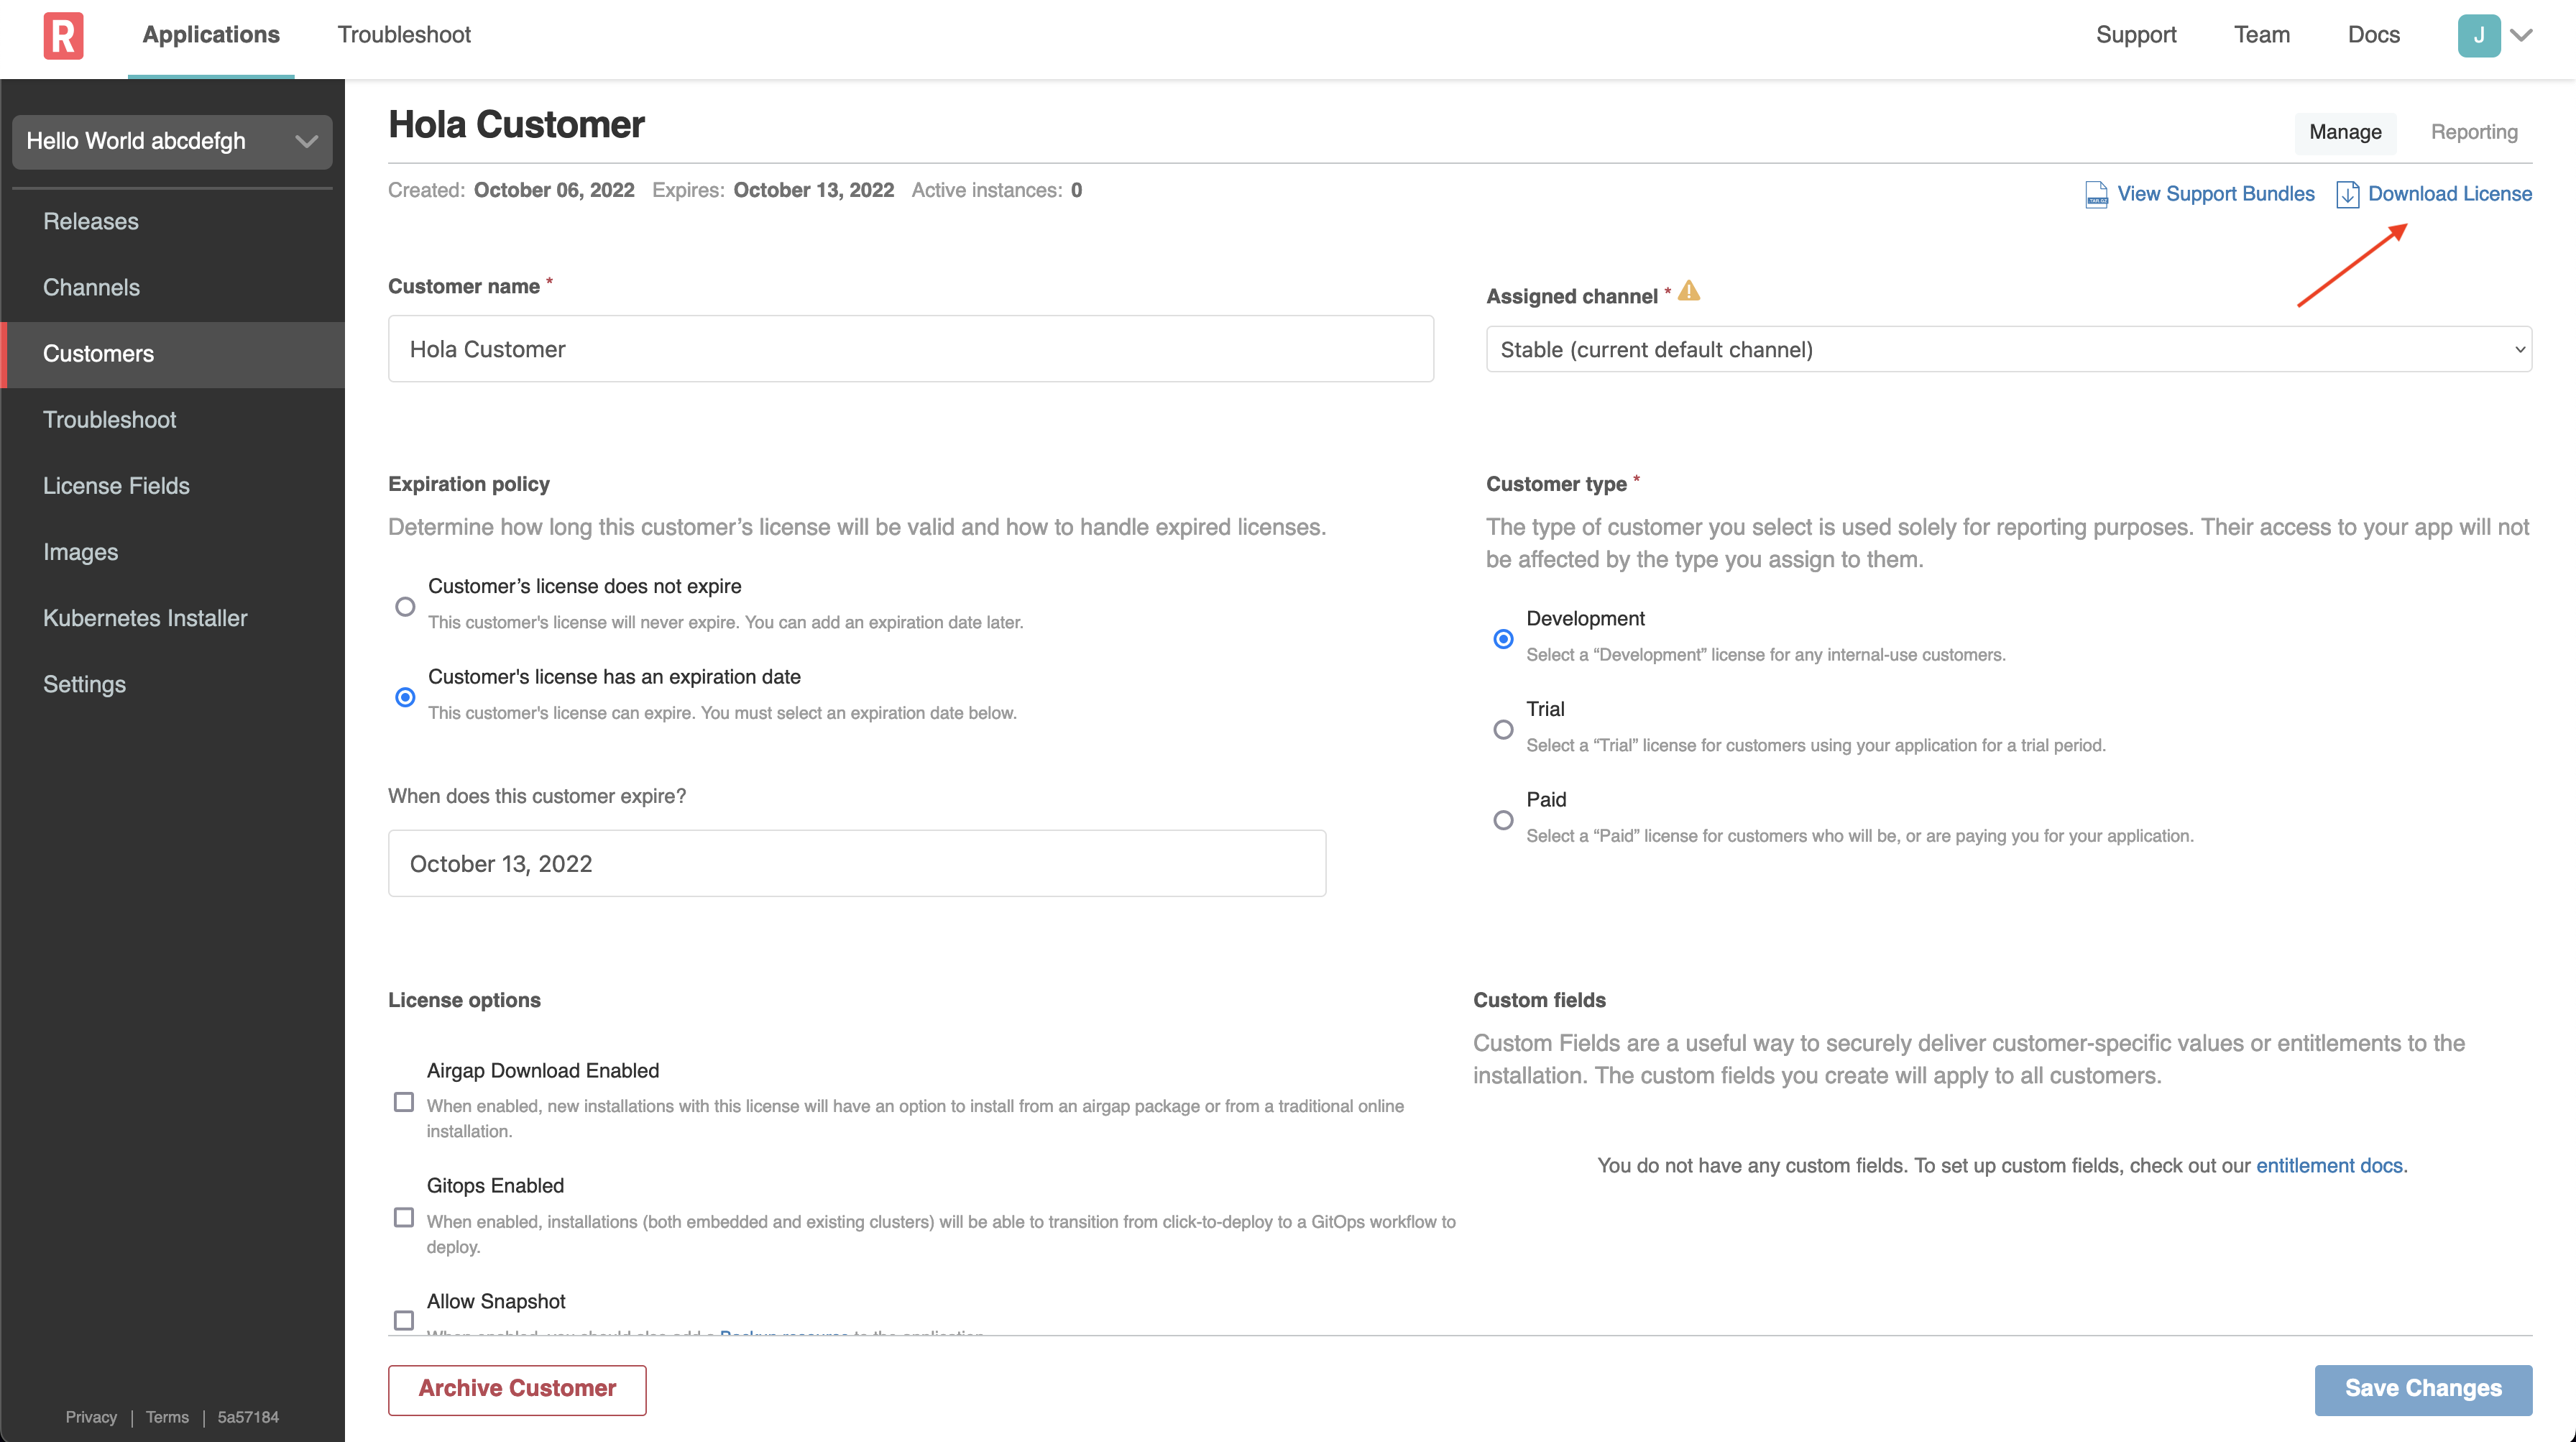 R
Applications
Troubleshoot
Support
Team
Docs
J
Hello World abcdefgh
Releases
Channels
Customers
Troubleshoot
License Fields
Images
Kubernetes Installer
Settings
Privacy | Terms | 5a57184
Hola Customer
Manage
Reporting
Created: October 06, 2022 Expires: October 13, 2022 Active instances: 0
View Support Bundles
Download License
Customer name *
Hola Customer
Assigned channel *
Stable (current default channel)
Expiration policy
Determine how long this customer’s license will be valid and how to handle expired licenses.
Customer’s license does not expire
This customer's license will never expire. You can add an expiration date later.
Customer's license has an expiration date
This customer's license can expire. You must select an expiration date below.
When does this customer expire?
October 13, 2022
Customer type *
The type of customer you select is used solely for reporting purposes. Their access to your app will not
be affected by the type you assign to them.
Development
Select a “Development” license for any internal-use customers.
Trial
Select a “Trial” license for customers using your application for a trial period.
Paid
Select a “Paid” license for customers who will be, or are paying you for your application.
License options
Airgap Download Enabled
When enabled, new installations with this license will have an option to install from an airgap package or from a traditional online
installation.
Gitops Enabled
When enabled, installations (both embedded and existing clusters) will be able to transition from click-to-deploy to a GitOps workflow to
deploy.
Allow Snapshot
When enabled, you should also add a Backup resource to the application.
Custom fields
Custom Fields are a useful way to securely deliver customer-specific values or entitlements to the
installation. The custom fields you create will apply to all customers.
You do not have any custom fields. To set up custom fields, check out our entitlement docs.
Archive Customer
Save Changes